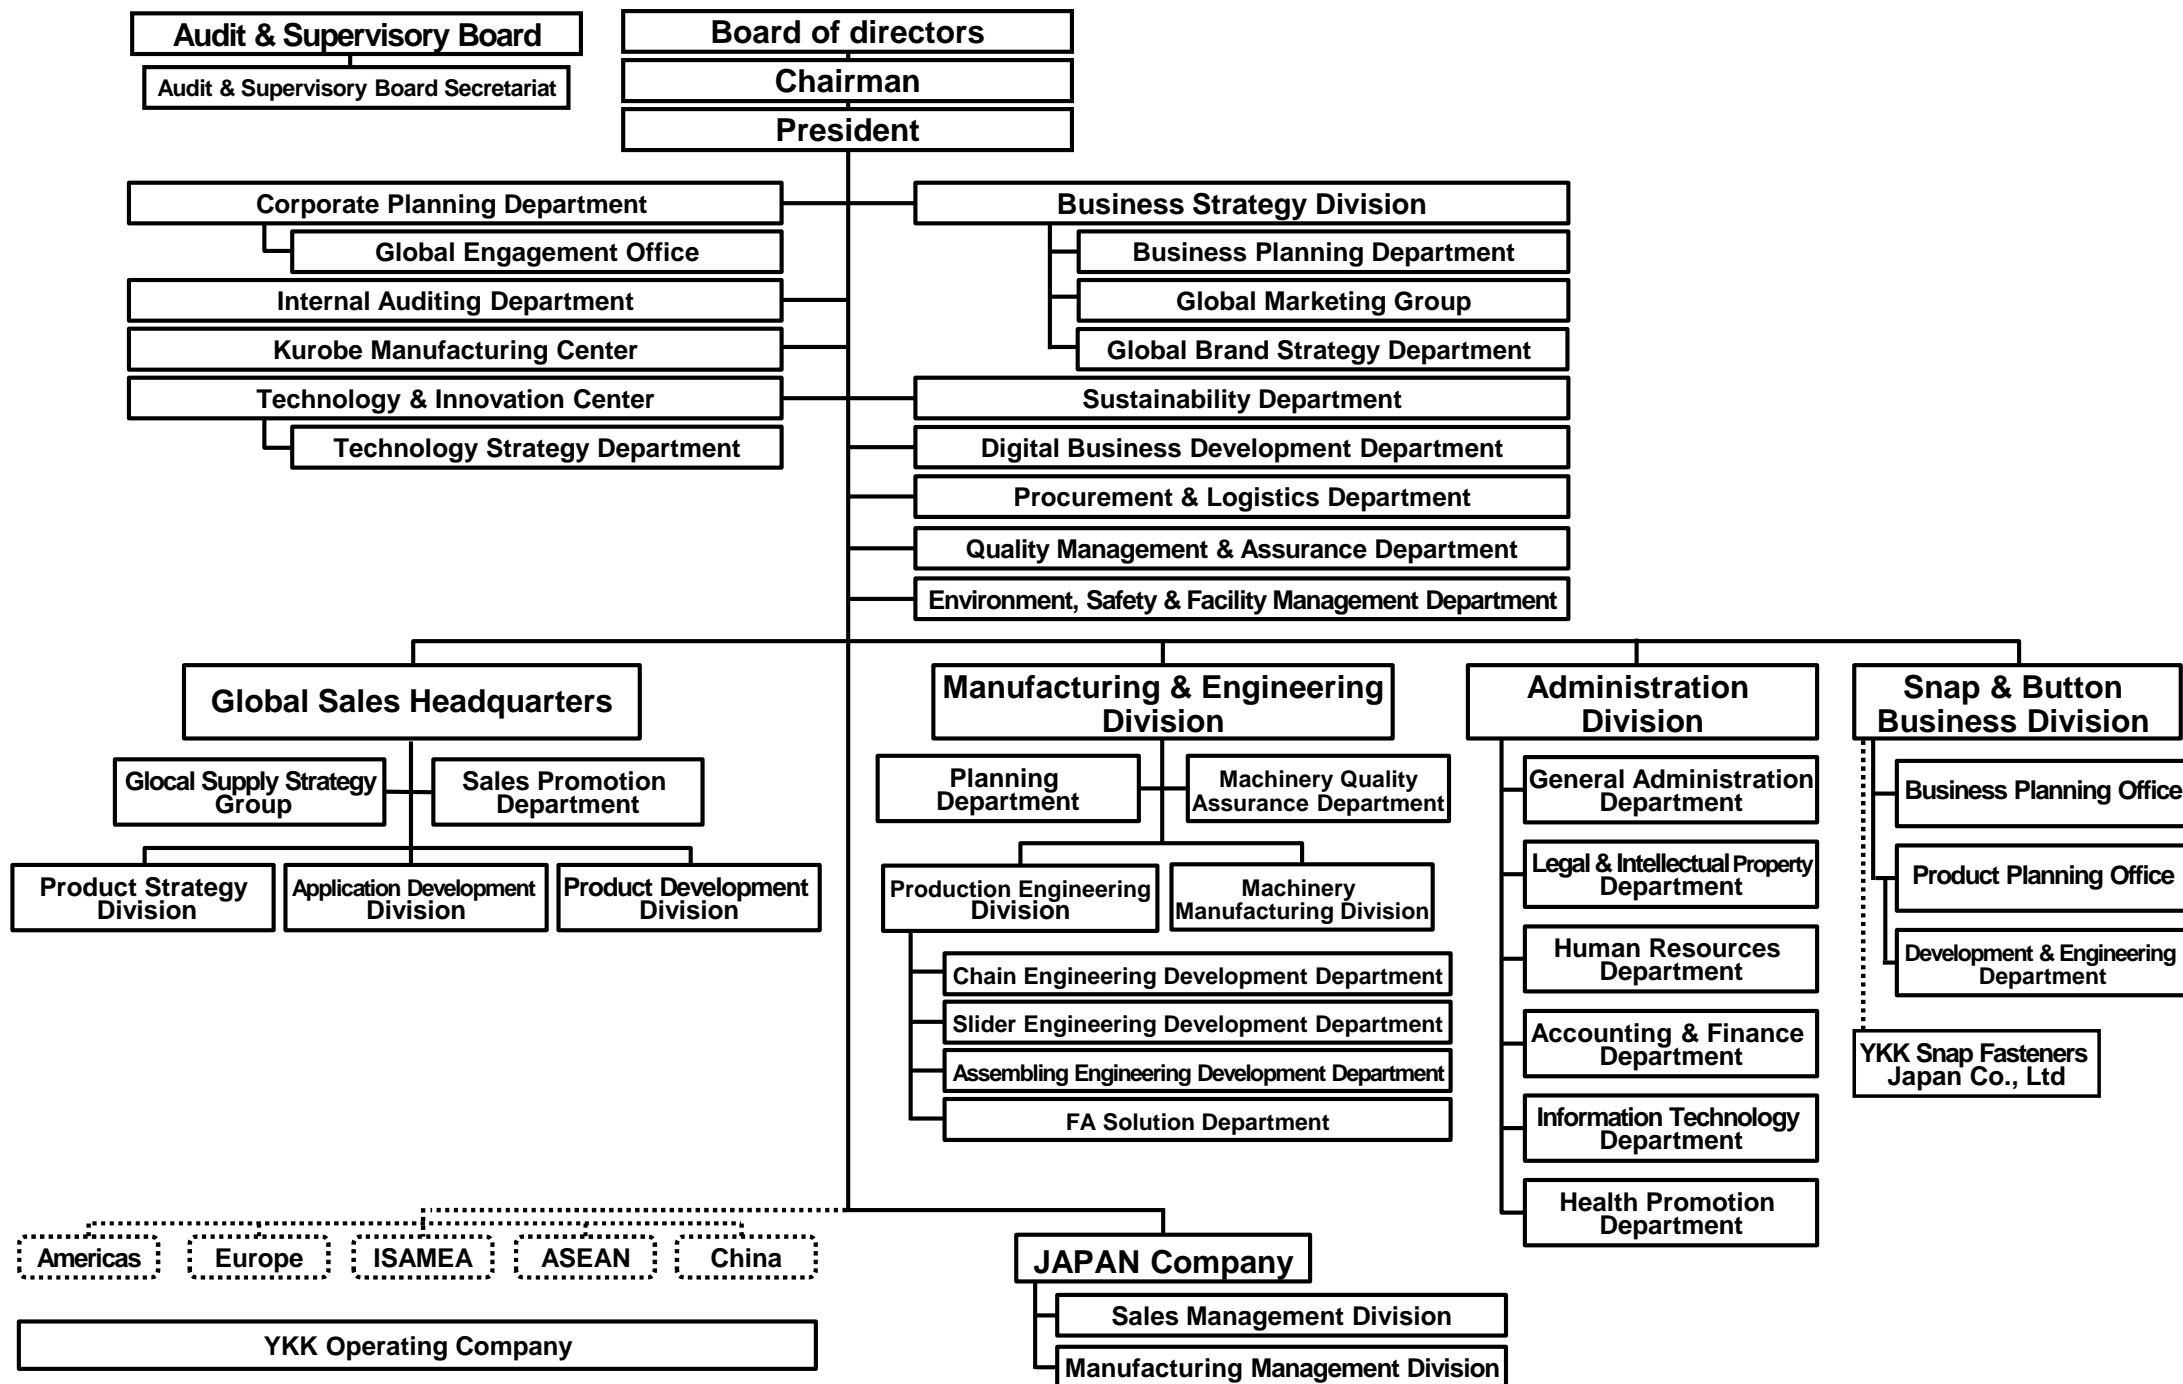 Audit & Supervisory Board
Audit & Supervisory Board Secretariat
Board of directors
Chairman
President
Corporate Planning Department
Global Engagement Office
Internal Auditing Department
Kurobe Manufacturing Center
Technology & Innovation Center
Technology Strategy Department
Business Strategy Division
Business Planning Department
Global Marketing Group
Global Brand Strategy Department
Sustainability Department
Digital Business Development Department
Procurement & Logistics Department
Quality Management & Assurance Department
Environment, Safety & Facility Management Department
Global Sales Headquarters
Glocal Supply Strategy
Group
Sales Promotion
Department
Product Strategy
Division
Application Development
Division
Product Development
Division
Manufacturing & Engineering
Division
Planning
Department
Machinery Quality
Assurance Department
Production Engineering
Division
Machinery
Manufacturing Division
Chain Engineering Development Department
Slider Engineering Development Department
Assembling Engineering Development Department
FA Solution Department
Administration
Division
General Administration
Department
Legal & Intellectual Property
Department
Human Resources
Department
Accounting & Finance
Department
Information Technology
Department
Health Promotion
Department
Snap & Button
Business Division
Business Planning Office
Product Planning Office
Development & Engineering
Department
YKK Snap Fasteners
Japan Co., Ltd
Americas
Europe
ISAMEA
ASEAN
China
YKK Operating Company
JAPAN Company
Sales Management Division
Manufacturing Management Division